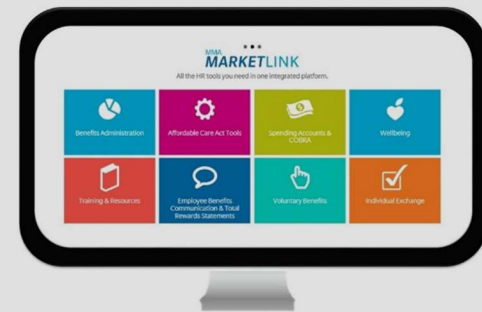 MMA
MARKETLINK
All the HR tools you need in one integrated platform.
Benefits Administration
Affordable Care Act Tools
Spending Accounts &
COBRA
Wellbeing
Training & Resources
Employee Benefits
Communication & Total
Rewards Statements
Voluntary Benefits
Individual Exchange